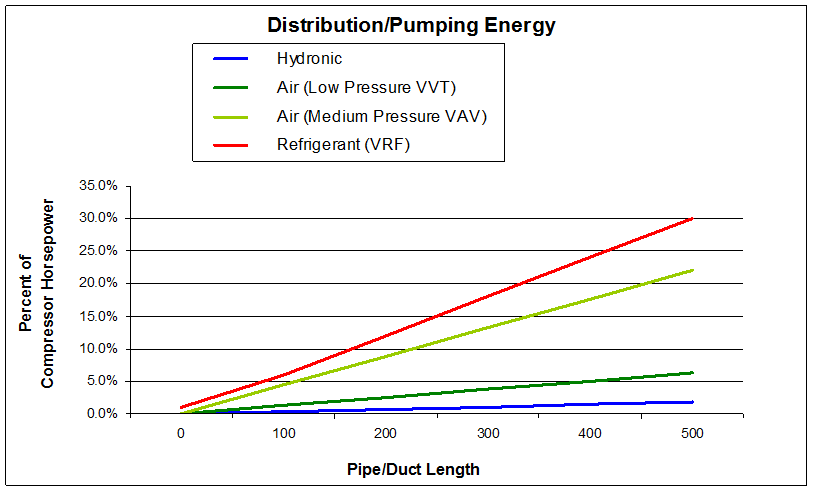 Distribution/Pumping Energy
Hydronic
Air (Low Pressure VVT)
Air (Medium Pressure VAV)
Refrigerant (VRF)
Percent of
Compressor Horsepower
35.0%
30.0%
25.0%
20.0%
15.0%
10.0%
5.0%
0.0%
0 100 200 300 400 500
Pipe/Duct Length